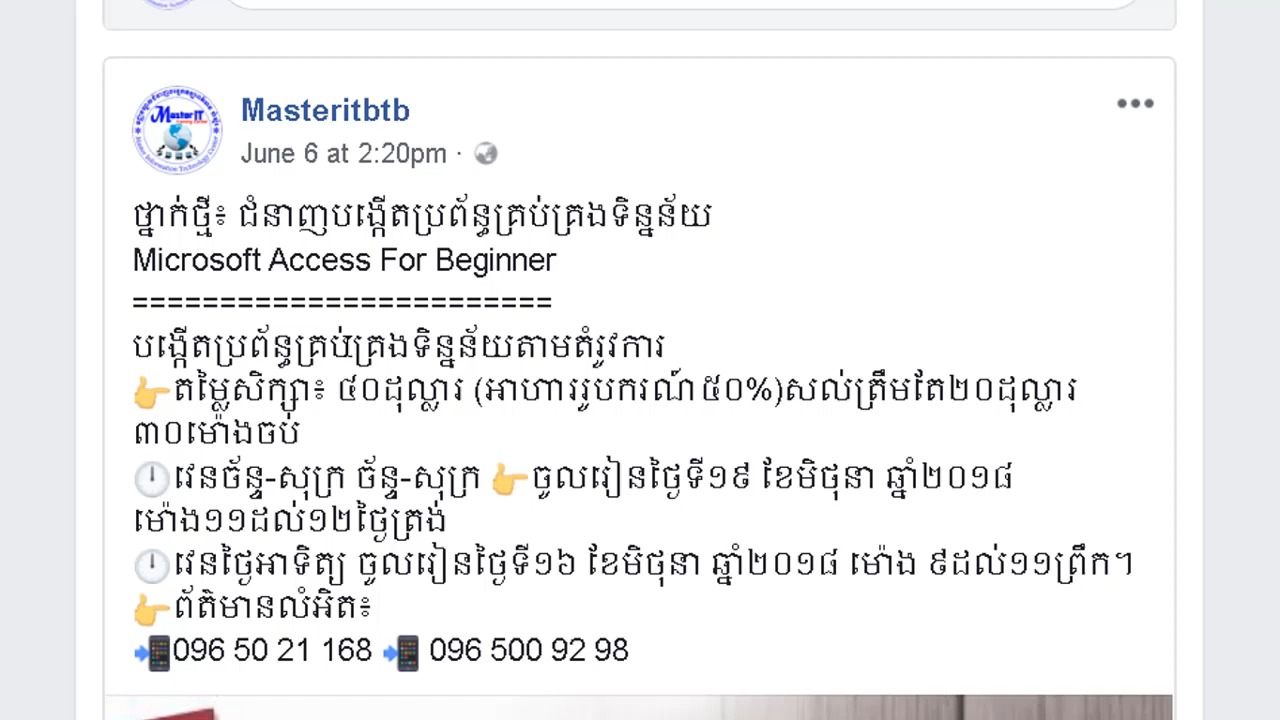 Masteritbtb
June 6 at 2:20pm ·
ថ្នាក់ថ្មី៖ ជំនាញបង្កើតប្រព័ន្ធគ្រប់គ្រងទិន្នន័យ
Microsoft Access For Beginner
========================
បង្កើតប្រព័ន្ធគ្រប់គ្រងទិន្នន័យតាមតំរូវការ
👉តម្លៃសិក្សា៖ ៤០ដុល្លារ (អាហាររូបករណ៍៥០%)សល់ត្រឹមតែ២០ដុល្លារ
៣០ម៉ោងចប់
🕛វេនច័ន្ទ-សុក្រ ច័ន្ទ-សុក្រ 👉ចូលរៀនថ្ងៃទី១៩ ខែមិថុនា ឆ្នាំ២០១៨
ម៉ោង១១ដល់១២ថ្ងៃត្រង់
🕛វេនថ្ងៃអាទិត្យ ចូលរៀនថ្ងៃទី១៦ ខែមិថុនា ឆ្នាំ២០១៨ ម៉ោង ៩ដល់១១ព្រឹក។
👉ព័ត៌មានលំអិត៖
📲096 50 21 168 📲 096 500 92 98